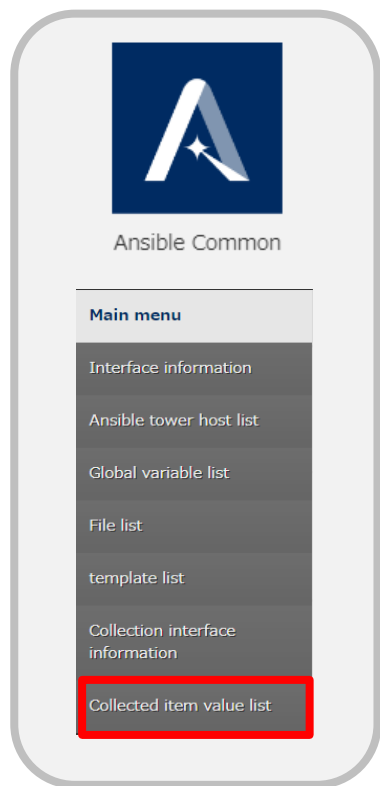 Ansible Common
Main menu
Interface information
Ansible tower host list
Global variable list
File list
template list
Collection interface
information
Collected item value list